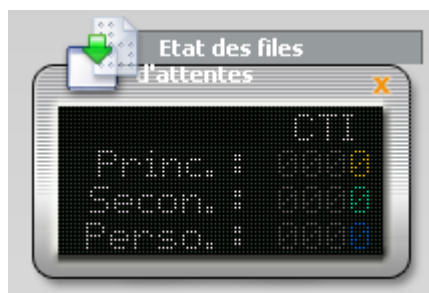 Etat des files
d'attentes
x
CTI
Princ. : 0000
Secon. : 0000
Perso. : 0000